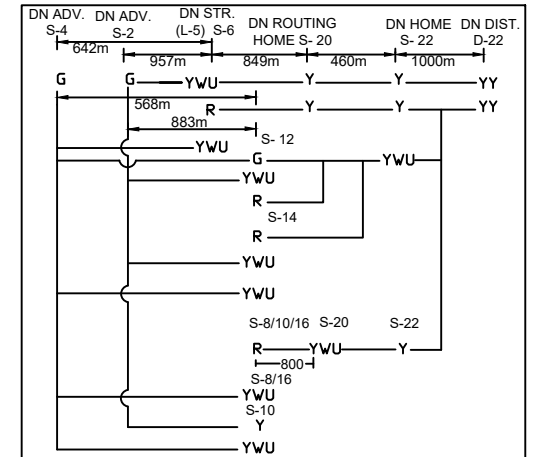 DN ADV. DN ADV. DN STR. DN ROUTING DN HOME DN DIST.
S-4 S-2 (L-5) S-6 HOME S- 20 S- 22 D-22
642m 957m 849m 460m 1000m
G G YWU Y Y YY
568m
R Y Y YY
883m
YWU
S- 12
G YWU
YWU
R
S-14
R
YWU
YWU
S-8/10/16 S-20 S-22
R YWU Y
800
S-8/16
YWU
S-10
Y
YWU